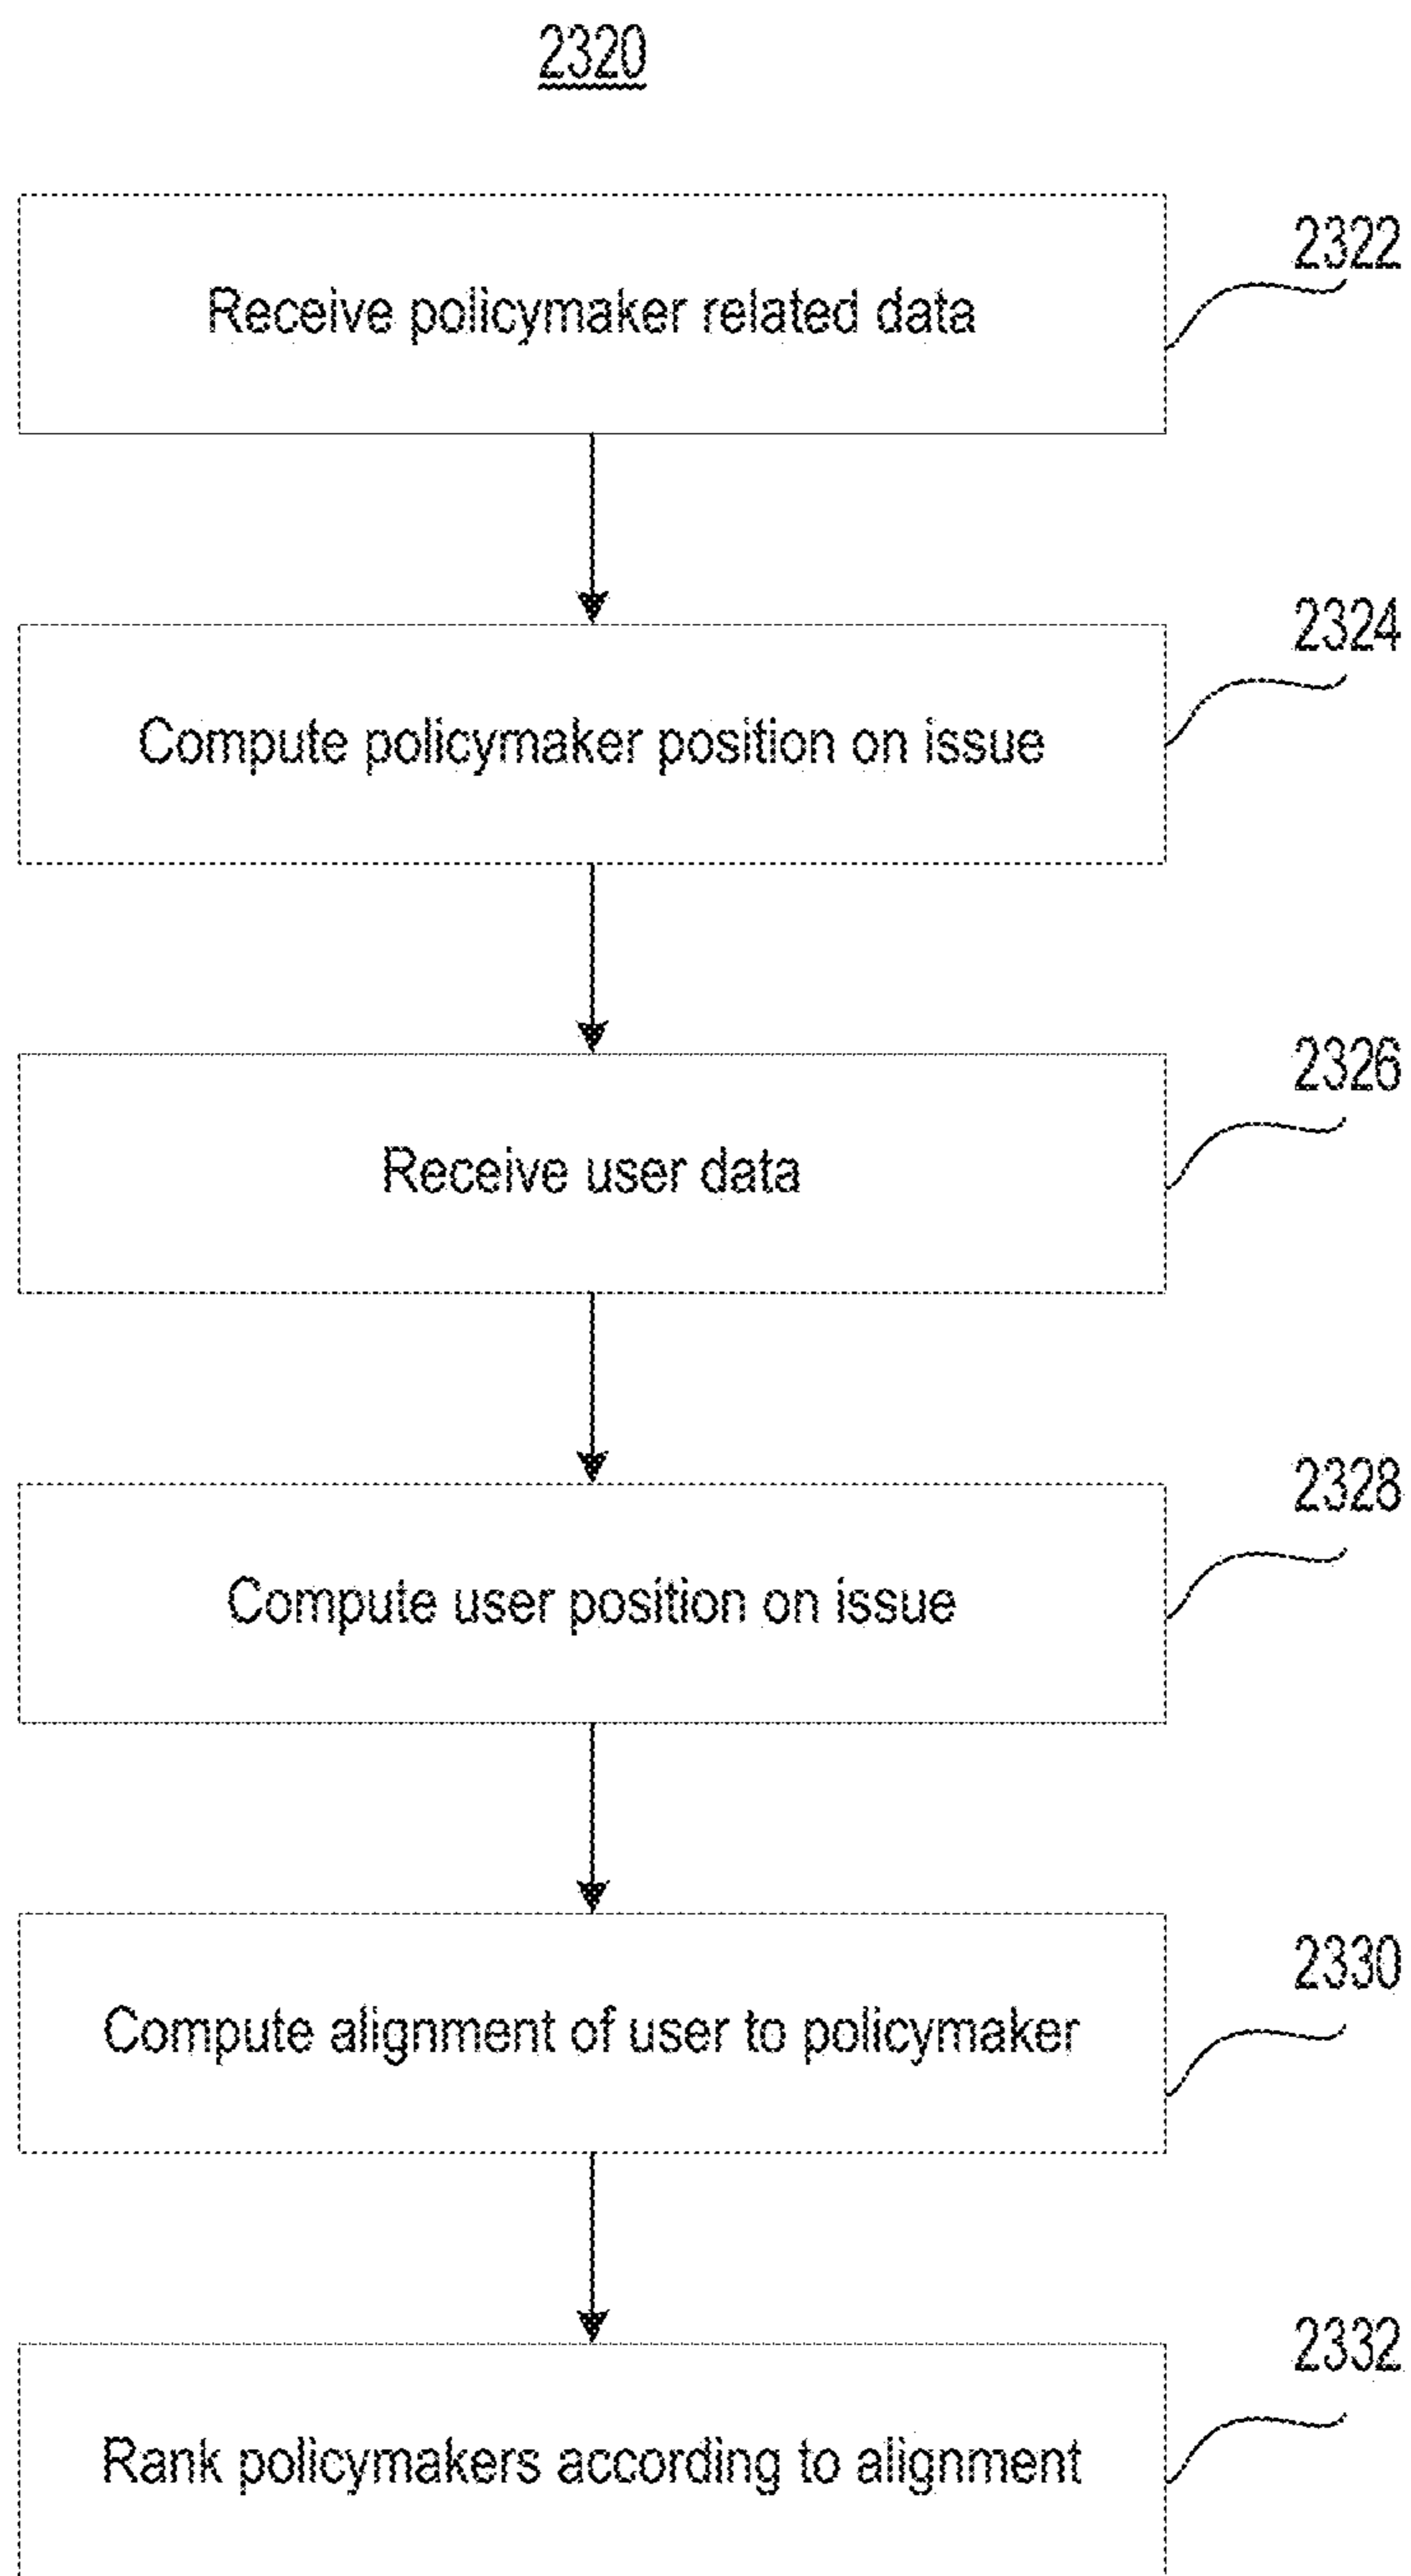 2320
Receive policymaker related data
2322
Compute policymaker position on issue
2324
Receive user data
2326
Compute user position on issue
2328
Compute alignment of user to policymaker
2330
Rank policymakers according to alignment
2332